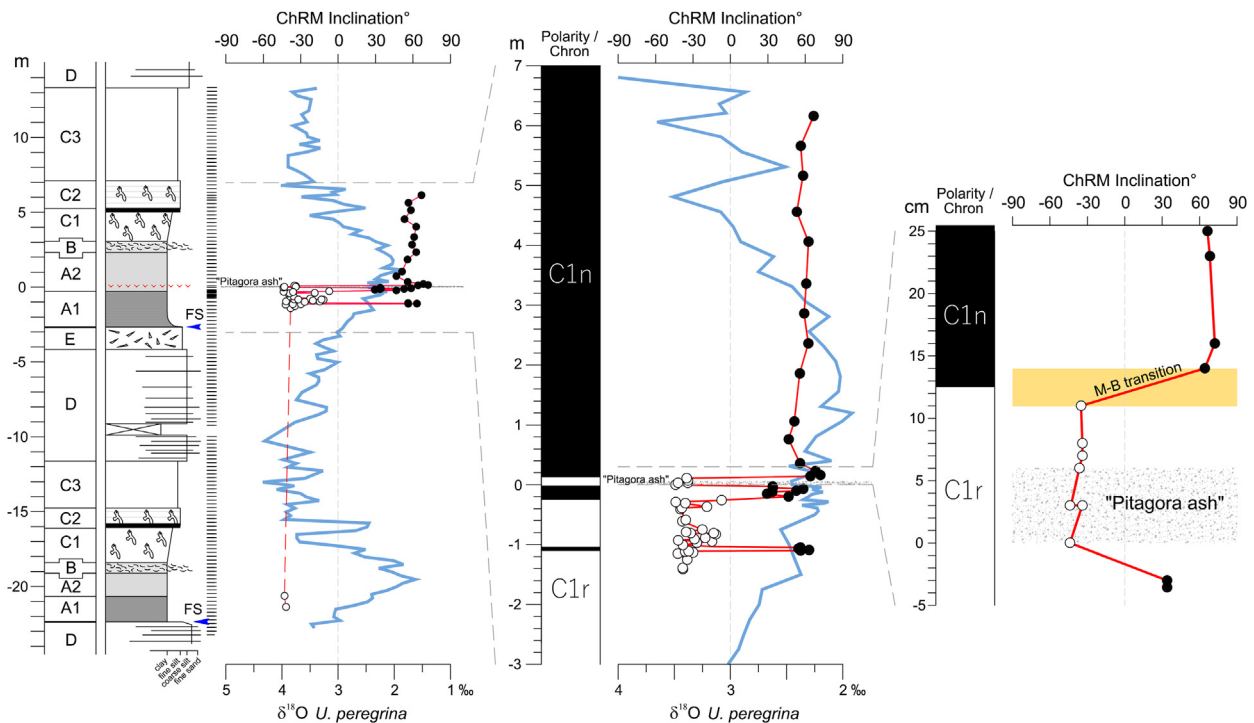 ChRM Inclination°
-90 -60 -30 0 30 60 90
m
D
C3
C2
C1
B
A2
A1
E
D
C3
C2
C1
B
A2
A1
D
10
5
0
-5
-10
-15
-20
FS
FS
"Pitagora ash"
clay
fine silt
coarse silt
fine sand
5 4 3 2 1 ‰
δ18O U. peregrina
ChRM Inclination°
Polarity /
Chron
-90 -60 -30 0 30 60 90
m
7
6
5
4
3
2
1
0
-1
-2
-3
C1n
C1r
"Pitagora ash"
4 3 2 ‰
δ18O U. peregrina
ChRM Inclination°
Polarity /
Chron
-90 -60 -30 0 30 60 90
cm
25
20
15
10
5
0
-5
C1n
C1r
M-B transition
"Pitagora ash"